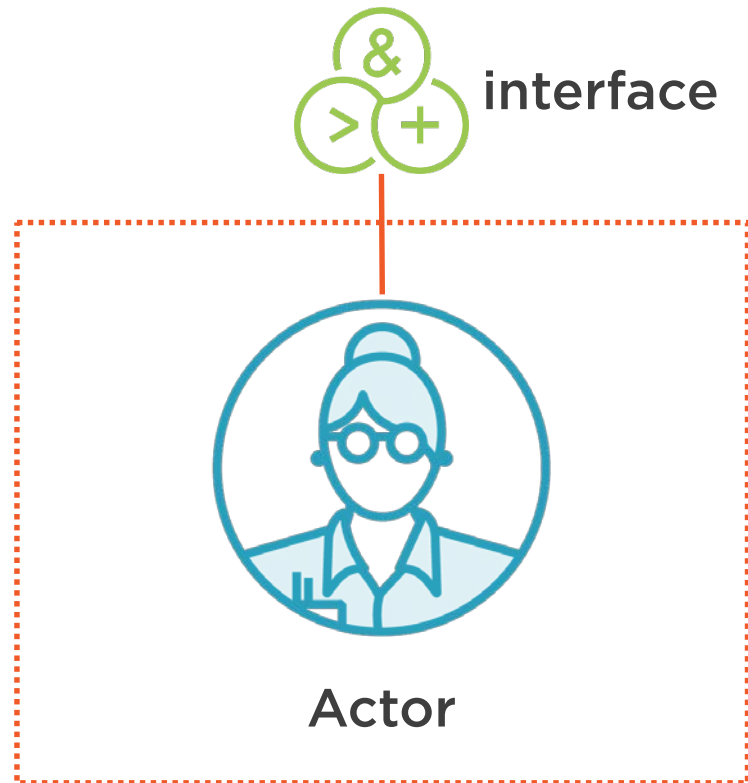 &
interface
> +
Actor